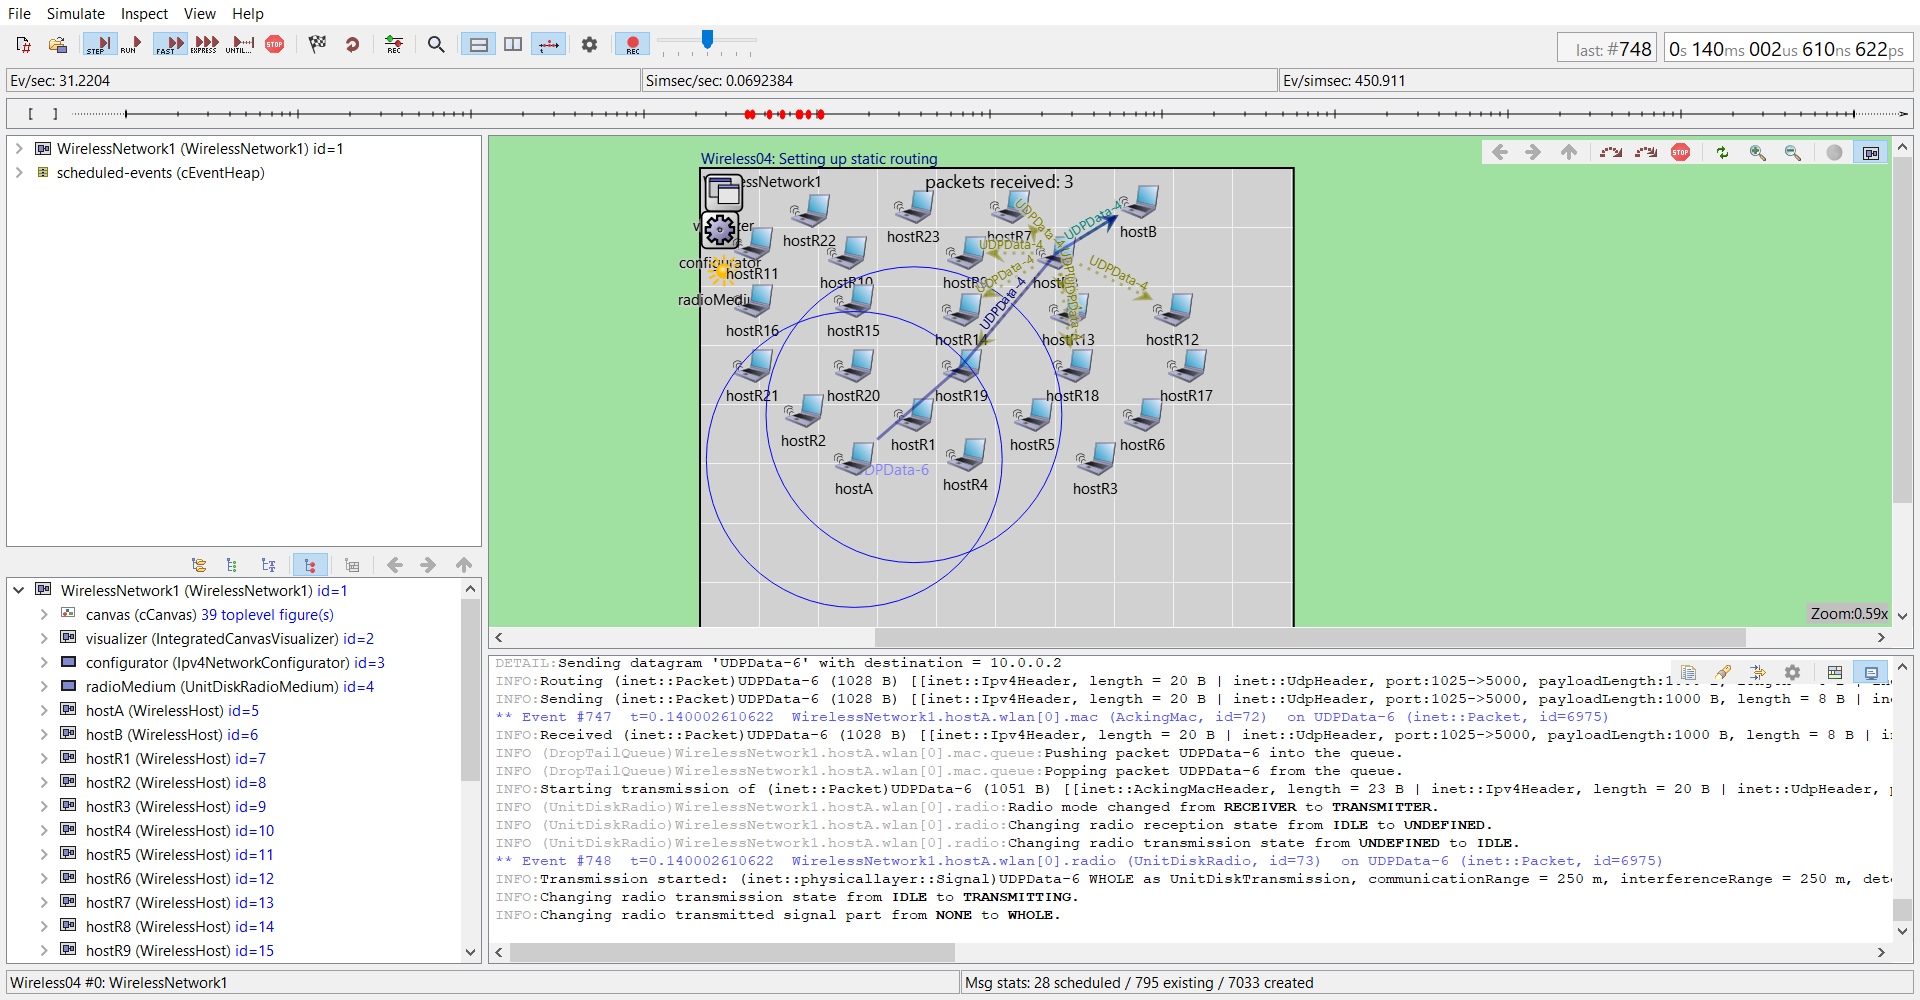 File Simulate Inspect View Help
STEP RUN FAST EXPRESS UNTIL... STOP REC REC
last: #748 0s 140ms 002us 610ns 622ps
Ev/sec: 31.2204 Simsec/sec: 0.0692384 Ev/simsec: 450.911
[ ]
WirelessNetwork1 (WirelessNetwork1) id=1
scheduled-events (cEventHeap)
Wireless04: Setting up static routing
STOP
packets received: 3
hostR22 hostR23 hostR7 hostB
UDPData-4 UDPData-4
UDPData-4 UDPData-4
UDPData-4 UDPData-4
configurator
hostR11 hostR10
hostR16 hostR15 hostR14 hostR13 hostR12
hostR21 hostR20 hostR19 hostR18 hostR17
hostR2 hostR1 hostR5 hostR6
DPData-6
hostA hostR4 hostR3
Zoom:0.59x
WirelessNetwork1 (WirelessNetwork1) id=1
canvas (cCanvas) 39 toplevel figure(s)
visualizer (IntegratedCanvasVisualizer) id=2
configurator (Ipv4NetworkConfigurator) id=3
radioMedium (UnitDiskRadioMedium) id=4
hostA (WirelessHost) id=5
hostB (WirelessHost) id=6
hostR1 (WirelessHost) id=7
hostR2 (WirelessHost) id=8
hostR3 (WirelessHost) id=9
hostR4 (WirelessHost) id=10
hostR5 (WirelessHost) id=11
hostR6 (WirelessHost) id=12
hostR7 (WirelessHost) id=13
hostR8 (WirelessHost) id=14
hostR9 (WirelessHost) id=15
DETAIL:Sending datagram 'UDPData-6' with destination = 10.0.0.2
INFO:Routing (inet::Packet)UDPData-6 (1028 B) [[inet::Ipv4Header, length = 20 B | inet::UdpHeader, port:1025->5000,
INFO:Sending (inet::Packet)UDPData-6 (1028 B) [[inet::Ipv4Header, length = 20 B | inet::UdpHeader, port:1025->5000, payloadLength:1000 B, length = 8 B | in
** Event #747 t=0.140002610622 WirelessNetwork1.hostA.wlan[0].mac (AckingMac, id=72) on UDPData-6 (inet::Packet, id=6975)
INFO:Received (inet::Packet)UDPData-6 (1028 B) [[inet::Ipv4Header, length = 20 B | inet::UdpHeader, port:1025->5000, payloadLength:1000 B, length = 8 B | i
INFO (DropTailQueue)WirelessNetwork1.hostA.wlan[0].mac.queue:Pushing packet UDPData-6 into the queue.
INFO (DropTailQueue)WirelessNetwork1.hostA.wlan[0].mac.queue:Popping packet UDPData-6 from the queue.
INFO:Starting transmission of (inet::Packet)UDPData-6 (1051 B) [[inet::AckingMacHeader, length = 23 B | inet::Ipv4Header, length = 20 B | inet::UdpHeader, p
INFO (UnitDiskRadio)WirelessNetwork1.hostA.wlan[0].radio:Radio mode changed from RECEIVER to TRANSMITTER.
INFO (UnitDiskRadio)WirelessNetwork1.hostA.wlan[0].radio:Changing radio reception state from IDLE to UNDEFINED.
INFO (UnitDiskRadio)WirelessNetwork1.hostA.wlan[0].radio:Changing radio transmission state from UNDEFINED to IDLE.
** Event #748 t=0.140002610622 WirelessNetwork1.hostA.wlan[0].radio (UnitDiskRadio, id=73) on UDPData-6 (inet::Packet, id=6975)
INFO:Transmission started: (inet::physicallayer::Signal)UDPData-6 WHOLE as UnitDiskTransmission, communicationRange = 250 m, interferenceRange = 250 m, det
INFO:Changing radio transmission state from IDLE to TRANSMITTING.
INFO:Changing radio transmitted signal part from NONE to WHOLE.
Wireless04 #0: WirelessNetwork1 Msg stats: 28 scheduled / 795 existing / 7033 created